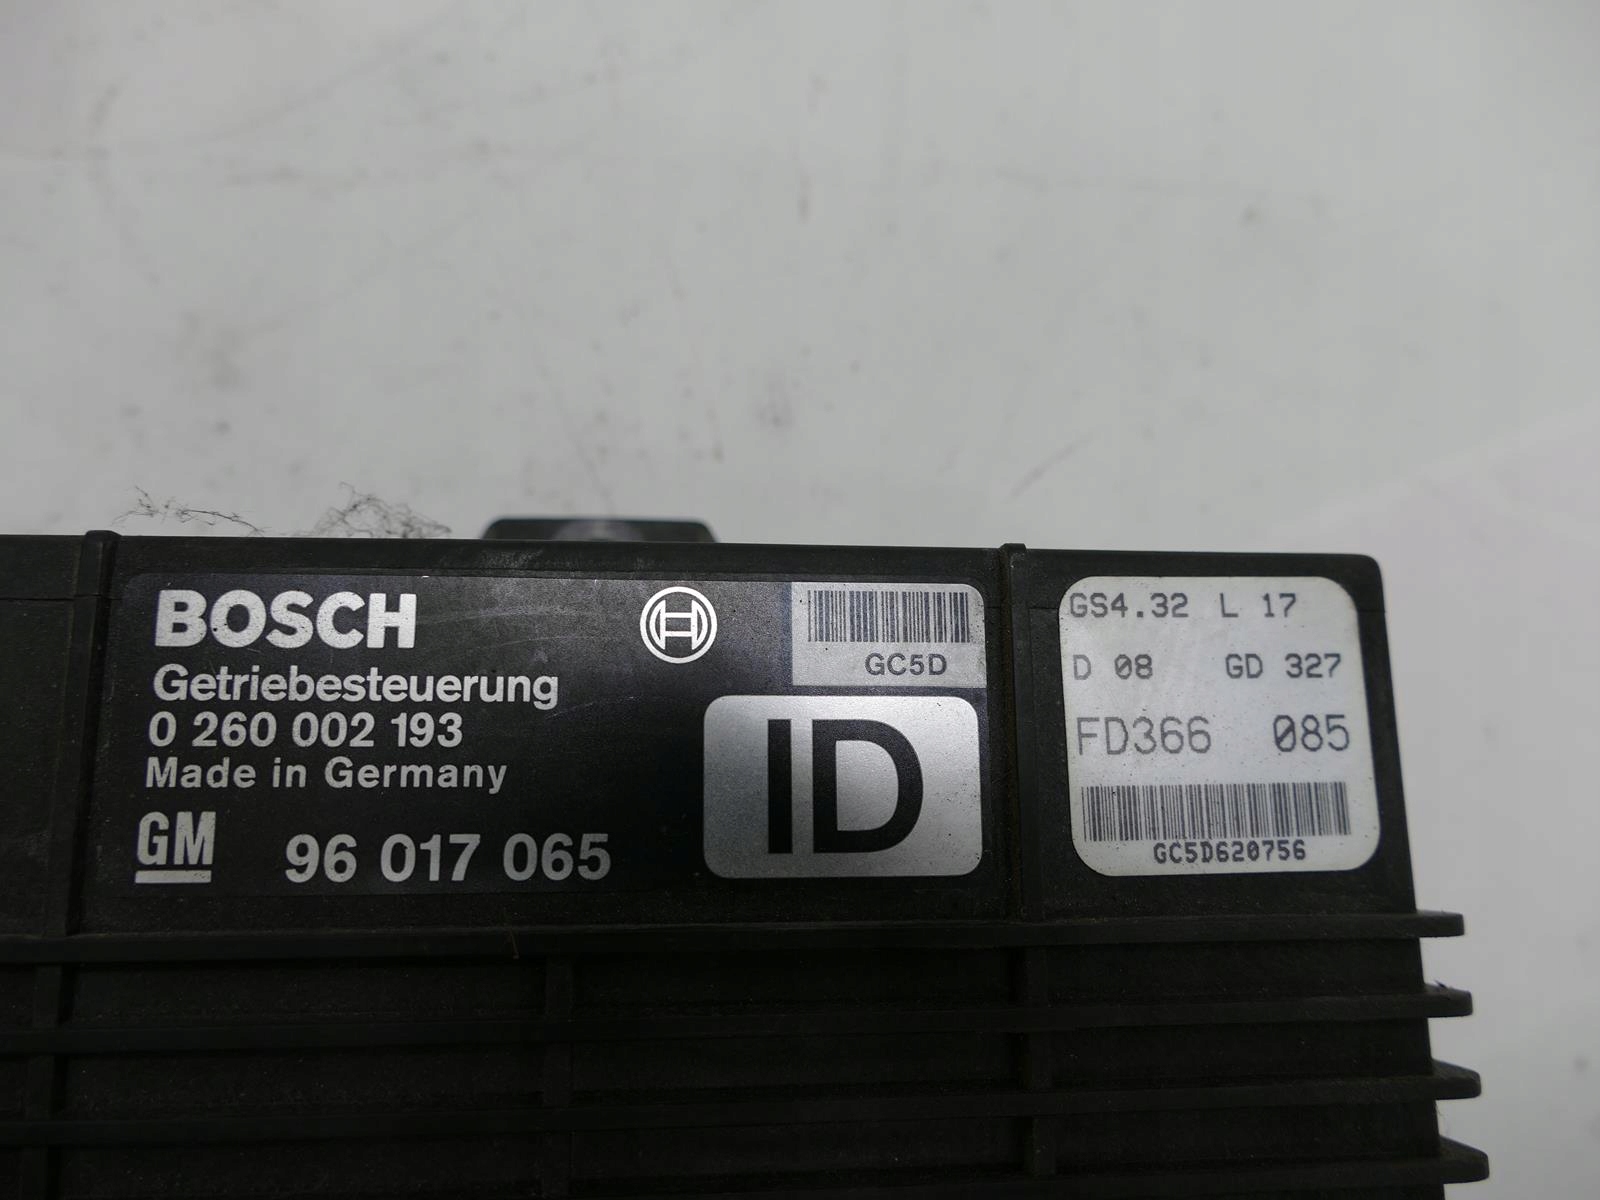 BOSCH
Getriebesteuerung
0 260 002 193
Made in Germany
GM 96 017 065
GC5D
ID
GS4.32 L 17
D 08 GD 327
FD366 085
GC5D620756